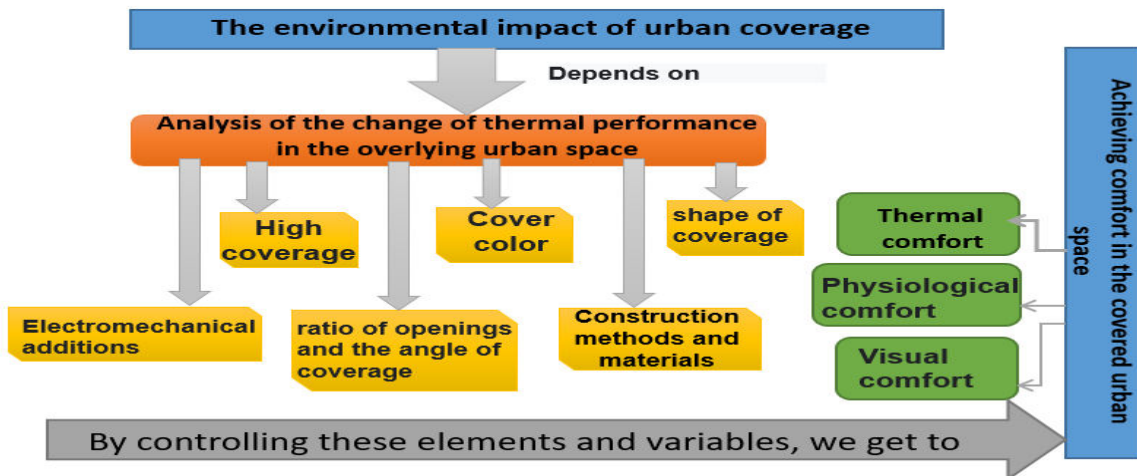 The environmental impact of urban coverage
Depends on
Analysis of the change of thermal performance
in the overlying urban space
High
coverage
Cover
color
shape of
coverage
Electromechanical
additions
ratio of openings
and the angle of
coverage
Construction
methods and
materials
Thermal
comfort
Physiological
comfort
Visual
comfort
Achieving comfort in the covered urban
space
By controlling these elements and variables, we get to